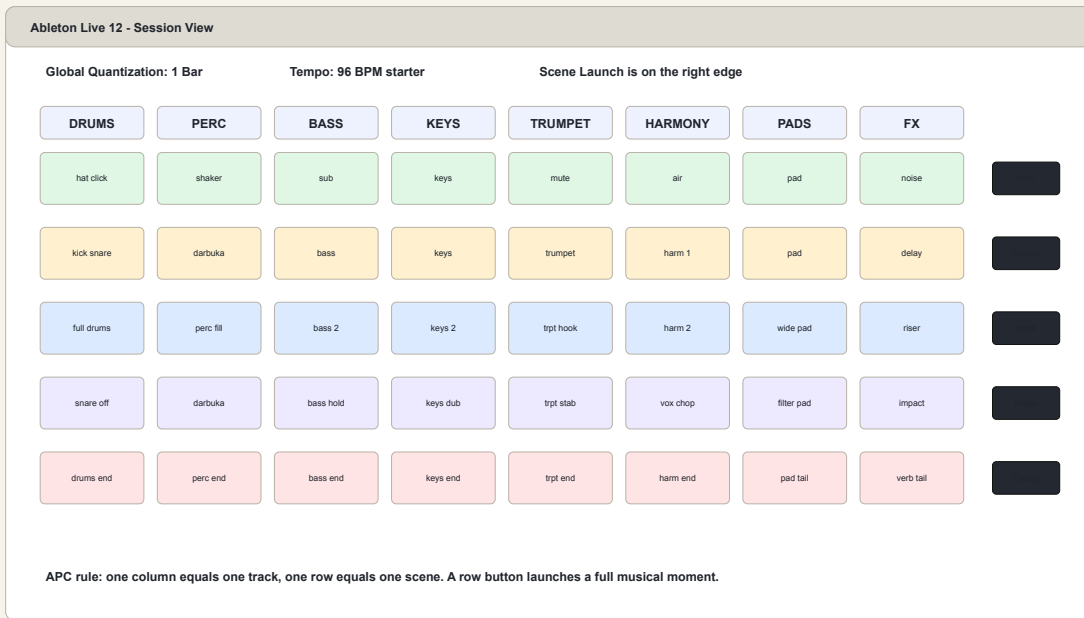 Ableton Live 12 - Session View
Global Quantization: 1 Bar Tempo: 96 BPM starter Scene Launch is on the right edge
DRUMS PERC BASS KEYS TRUMPET HARMONY PADS FX
hat click shaker sub keys mute air pad noise
kick snare darbuka bass keys trumpet harm 1 pad delay
full drums perc fill bass 2 keys 2 trpt hook harm 2 wide pad riser
snare off darbuka bass hold keys dub trpt stab vox chop filter pad impact
drums end perc end bass end keys end trpt end harm end pad tail verb tail
APC rule: one column equals one track, one row equals one scene. A row button launches a full musical moment.